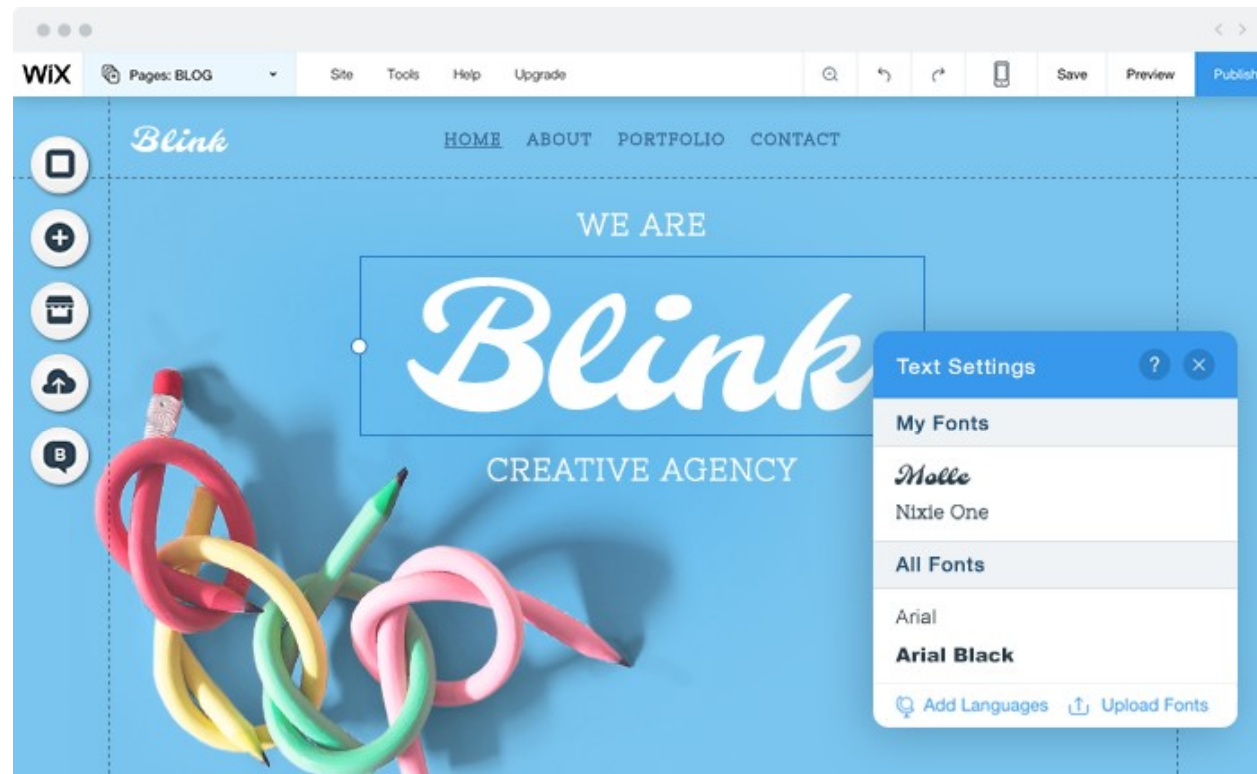 WiX Pages: BLOG Site Tools Help Upgrade Save Preview Publish
Blink HOME ABOUT PORTFOLIO CONTACT
WE ARE
Blink
CREATIVE AGENCY
B
Text Settings ? ×
My Fonts
Molle
Nixie One
All Fonts
Arial
Arial Black
Add Languages Upload Fonts